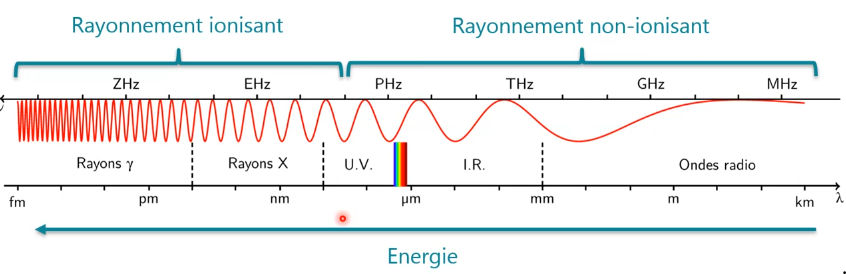 Rayonnement ionisant Rayonnement non-ionisant
ZHz EHz PHz THz GHz MHz
Rayons γ Rayons X U.V. I.R. Ondes radio
fm pm nm μm mm m km λ
Energie